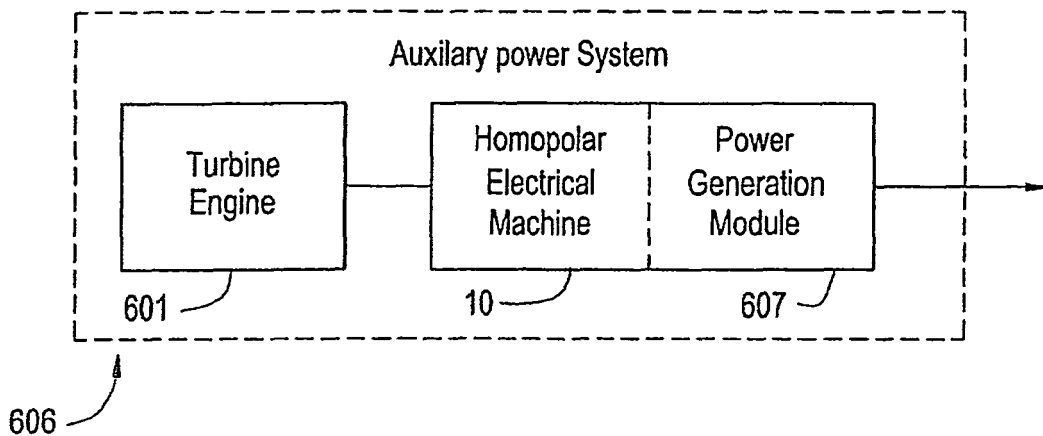 Auxilary power System
Turbine
Engine
Homopolar
Electrical
Machine
Power
Generation
Module
601
10
607
606